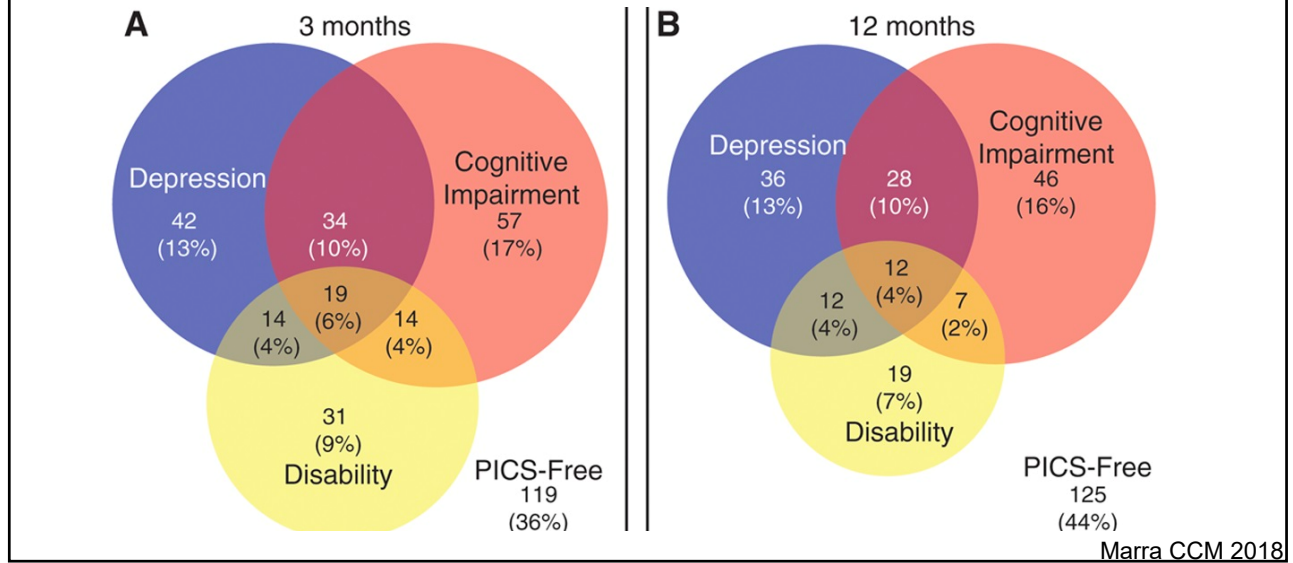 A
3 months
Depression
42
(13%)
34
(10%)
Cognitive
Impairment
57
(17%)
14
(4%)
19
(6%)
14
(4%)
31
(9%)
Disability
PICS-Free
119
(36%)
B
12 months
Depression
36
(13%)
28
(10%)
Cognitive
Impairment
46
(16%)
12
(4%)
12
(4%)
7
(2%)
19
(7%)
Disability
PICS-Free
125
(44%)
Marra CCM 2018